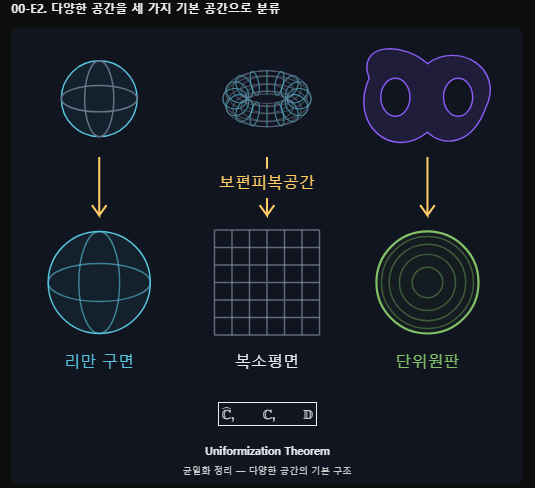 00-E2. 다양한 공간을 세 가지 기본 공간으로 분류
보편피복공간
리만 구면
복소평면
단위원판
ℂ̂, ℂ, 𝔻
Uniformization Theorem
균일화 정리 — 다양한 공간의 기본 구조